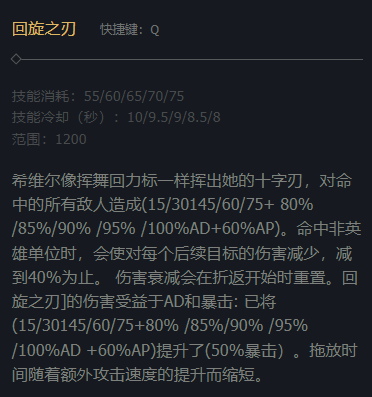 回旋之刃 快捷键：Q
技能消耗：55/60/65/70/75
技能冷却（秒）：10/9.5/9/8.5/8
范围：1200
希维尔像挥舞回力标一样挥出她的十字刃，对命
中的所有敌人造成(15/30145/60/75+ 80%
/85%/90% /95% /100%AD+60%AP)。命中非英
雄单位时，会使对每个后续目标的伤害减少，减
到40%为止。 伤害衰减会在折返开始时重置。回
旋之刃]的伤害受益于AD和暴击: 已将
(15/30145/60/75+80% /85%/90% /95%
/100%AD +60%AP)提升了(50%暴击）。拖放时
间随着额外攻击速度的提升而缩短。